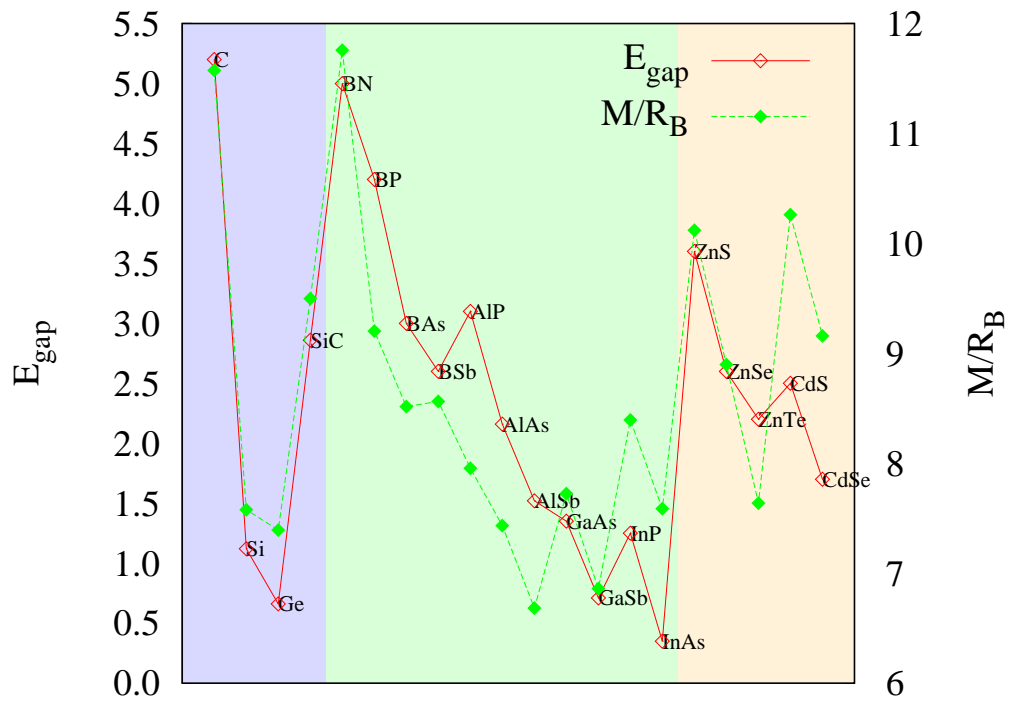 5.5
5.0
4.5
4.0
3.5
3.0
2.5
2.0
1.5
1.0
0.5
0.0
E_gap
12
11
10
9
8
7
6
M/R_B
E_gap
M/R_B
C
Si
Ge
SiC
BN
BP
BAs
BSb
AlP
AlAs
AlSb
GaAs
GaSb
InP
InAs
ZnS
ZnSe
ZnTe
CdS
CdSe